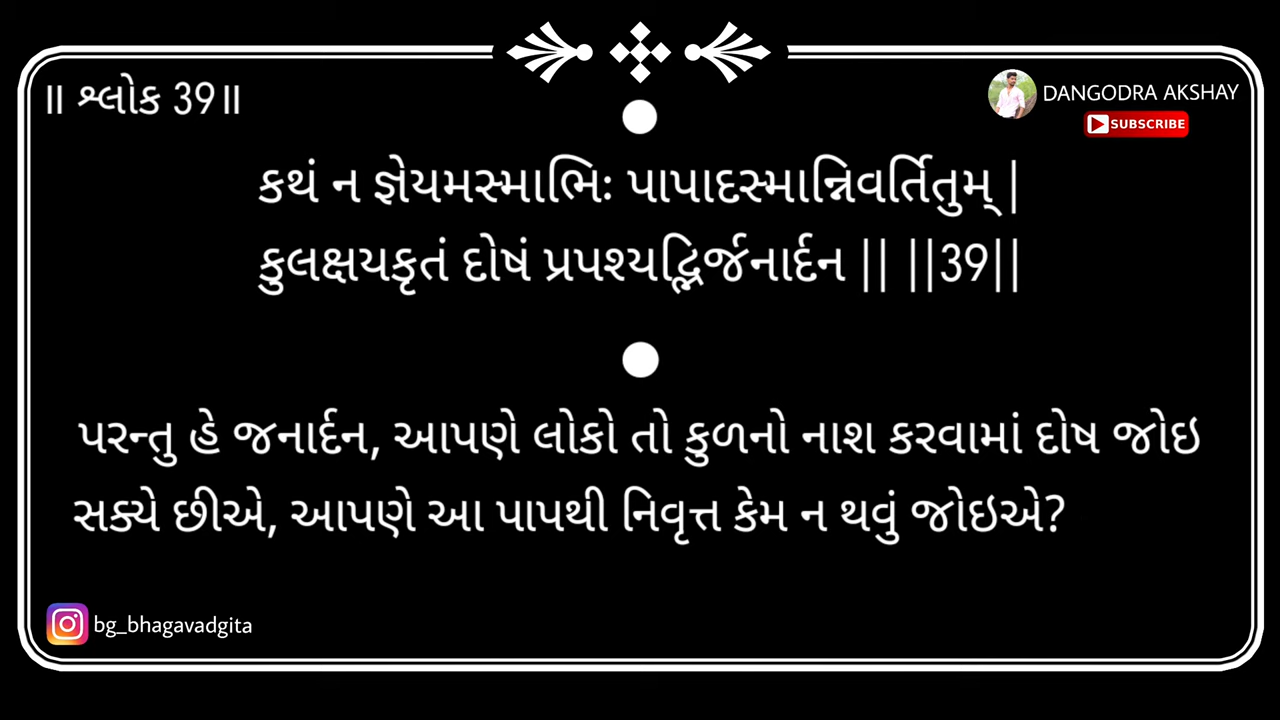 ॥ શ્લોક 39॥
DANGODRA AKSHAY
SUBSCRIBE
કથં ન જ્ઞેયમસ્માભિઃ પાપાદસ્માન્નિવર્તિતુમ્ |
કુલક્ષયકૃતં દોષં પ્રપશ્યદ્ભિર્જનાર્દન || ||39||
પરન્તુ હે જનાર્દન, આપણે લોકો તો કુળનો નાશ કરવામાં દોષ જોઇ
સક્યે છીએ, આપણે આ પાપથી નિવૃત્ત કેમ ન થવું જોઇએ?
bg_bhagavadgita